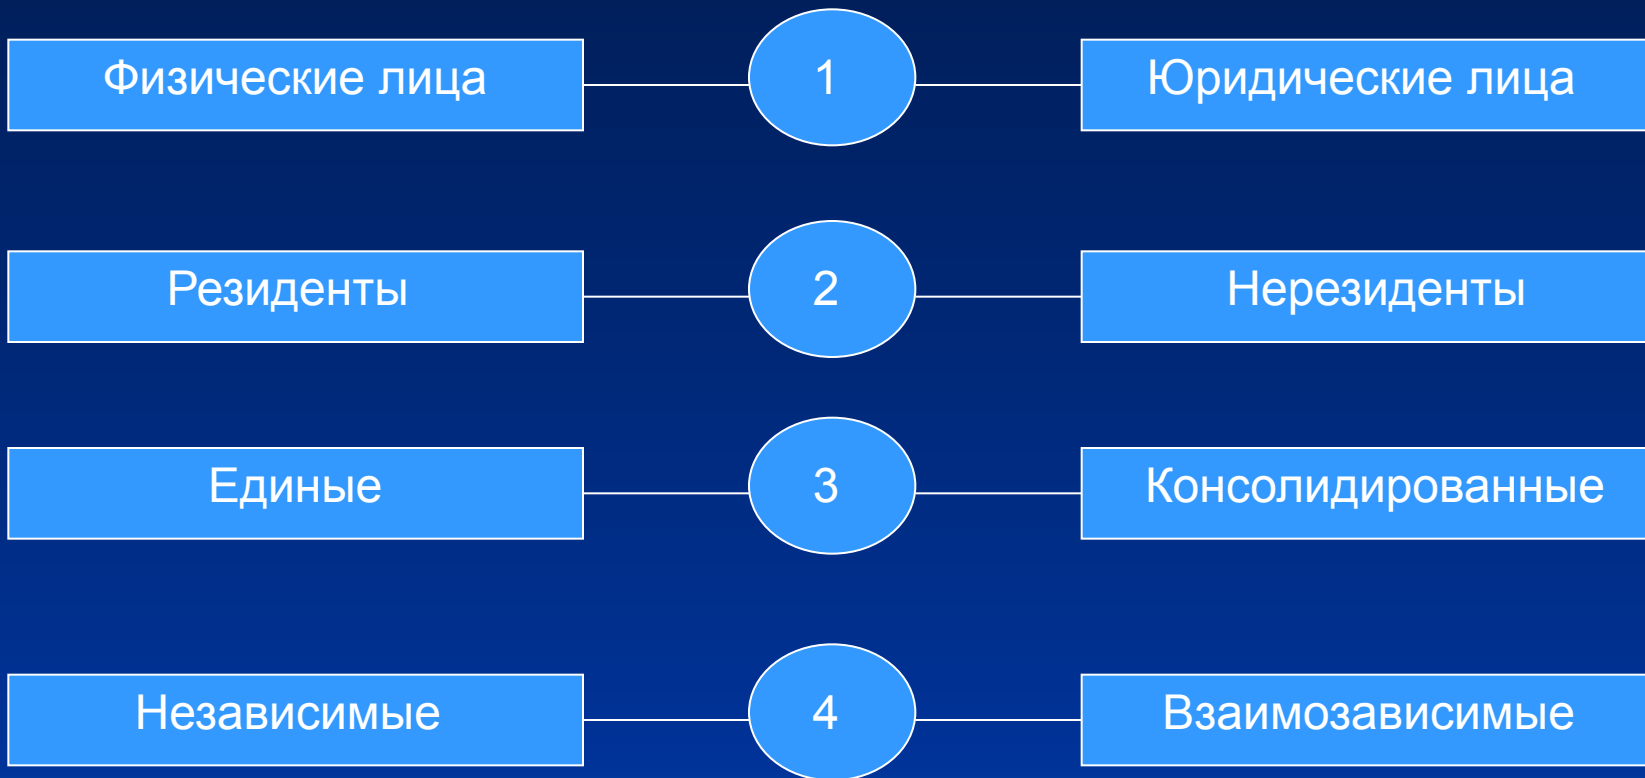 Физические лица
1
Юридические лица
Резиденты
2
Нерезиденты
Единые
3
Консолидированные
Независимые
4
Взаимозависимые